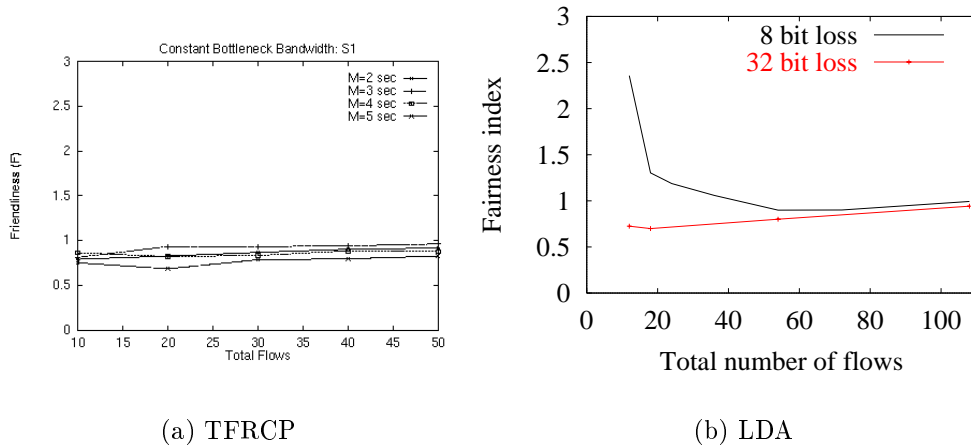 Constant Bottleneck Bandwidth: S1
3
2.5
2
1.5
1
0.5
0
Friendliness (F)
M=2 sec
M=3 sec
M=4 sec
M=5 sec
10 15 20 25 30 35 40 45 50
Total Flows
(a) TFRCP
3
2.5
2
1.5
1
0.5
0
Fairness index
8 bit loss
32 bit loss
0 20 40 60 80 100
Total number of flows
(b) LDA